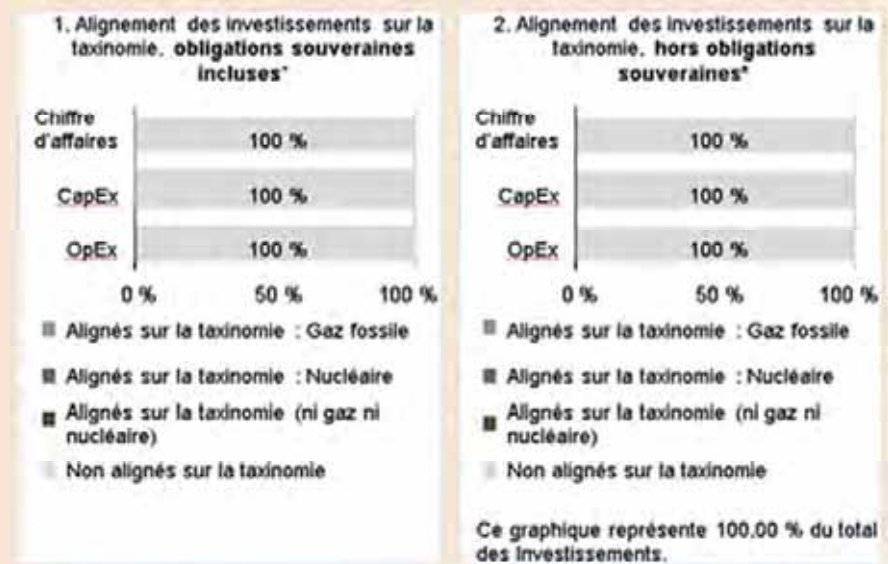 1. Alignement des investissements sur la
taxinomie, obligations souveraines
incluses*
Chiffre
d'affaires
100 %
CapEx
100 %
OpEx
100 %
0 % 50 % 100 %
Alignés sur la taxinomie : Gaz fossile
Alignés sur la taxinomie : Nucléaire
Alignés sur la taxinomie (ni gaz ni
nucléaire)
Non alignés sur la taxinomie
2. Alignement des investissements sur la
taxinomie, hors obligations
souveraines*
Chiffre
d'affaires
100 %
CapEx
100 %
OpEx
100 %
0 % 50 % 100 %
Alignés sur la taxinomie : Gaz fossile
Alignés sur la taxinomie : Nucléaire
Alignés sur la taxinomie (ni gaz ni
nucléaire)
Non alignés sur la taxinomie
Ce graphique représente 100,00 % du total
des Investissements.